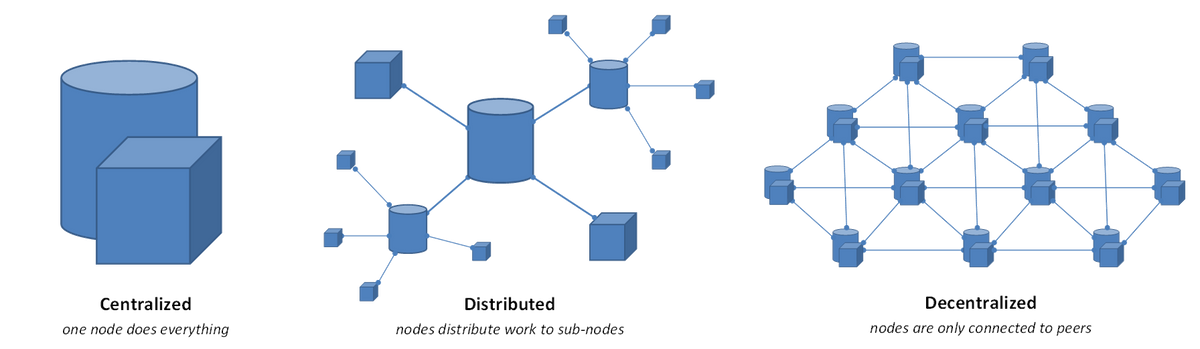 Centralized
one node does everything
Distributed
nodes distribute work to sub-nodes
Decentralized
nodes are only connected to peers